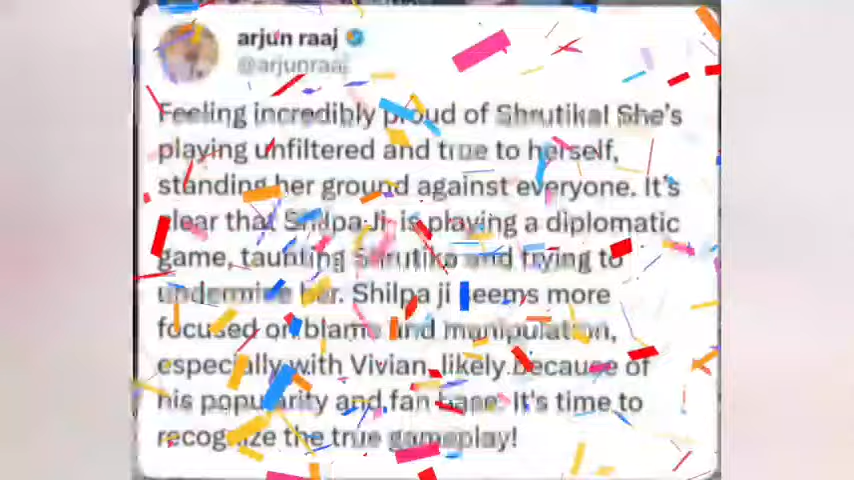 arjun raaj
@arjunraaj
Feeling incredibly proud of Shrutika! She's
playing unfiltered and true to herself,
standing her ground against everyone. It's
clear that Shilpa Ji is playing a diplomatic
game, taunting Shrutika and trying to
undermine her. Shilpa ji seems more
focused on blame and manipulation,
especially with Vivian, likely because of
his popularity and fan base. It's time to
recognize the true gameplay!